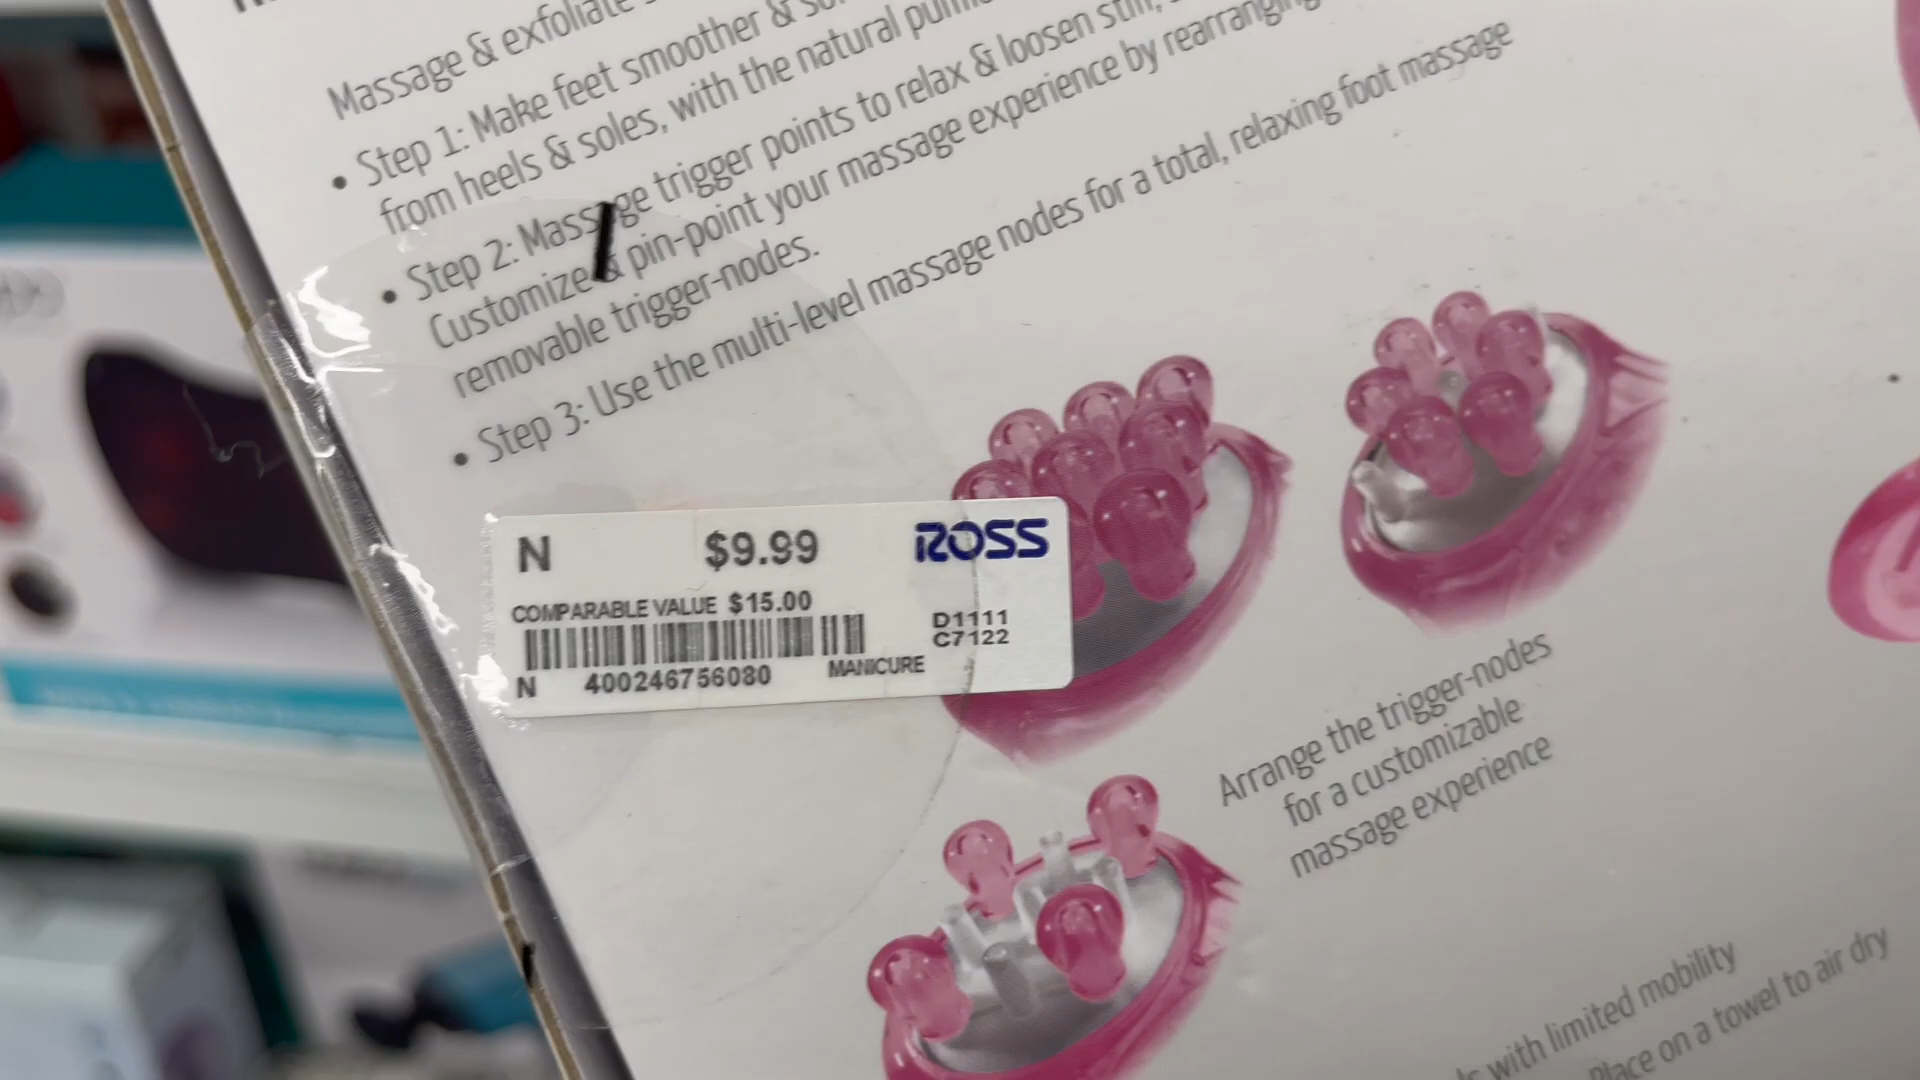 Massage & exfoliate
• Step 1: Make feet smoother &
from heels & soles, with the natural
• Step 2: Massage trigger points to relax & loosen stiff,
Customize & pin-point your massage experience by rearranging
removable trigger-nodes.
• Step 3: Use the multi-level massage nodes for a total, relaxing foot massage
N $9.99 ROSS
COMPARABLE VALUE $15.00
D1111
C7122
N 400246756080 MANICURE
Arrange the trigger-nodes
for a customizable
massage experience
with limited mobility
Place on a towel to air dry